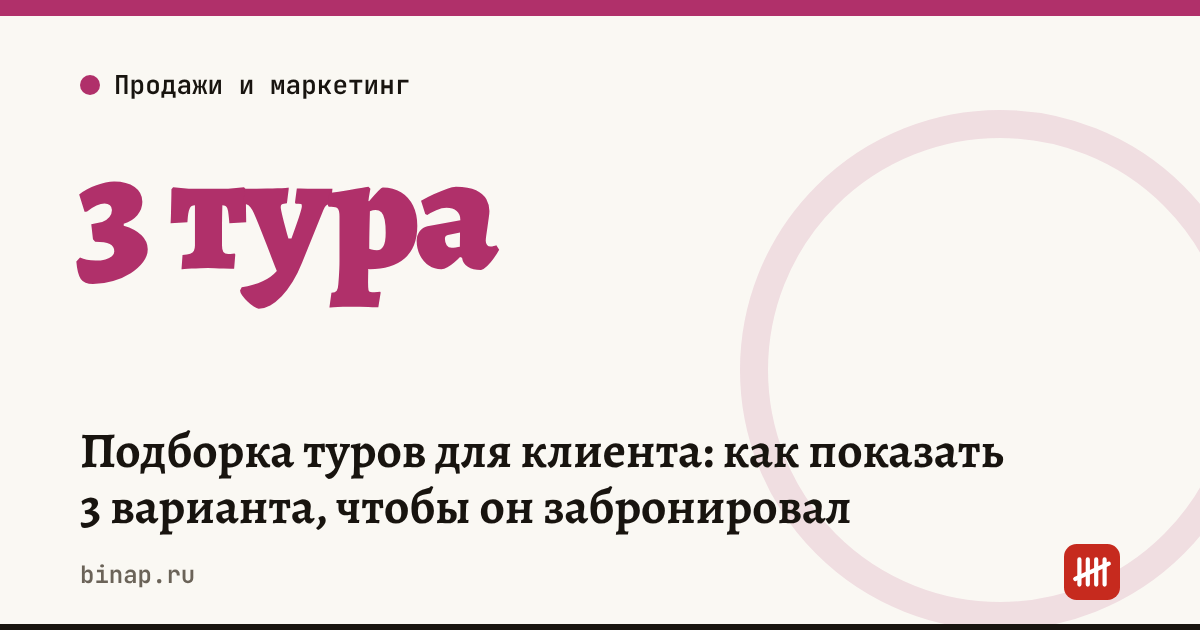 Продажи и маркетинг
3 тура
Подборка туров для клиента: как показать
3 варианта, чтобы он забронировал
binap.ru